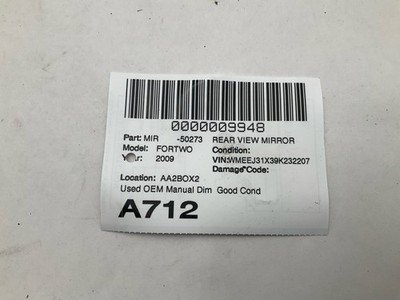 0000009948
Part: MIR -50273 REAR VIEW MIRROR
Model: FORTWO Condition:
Year: 2009 VIN:WMEEJ31X39K232207
Damage Code:
Location: AA2BOX2
Used OEM Manual Dim Good Cond
A712